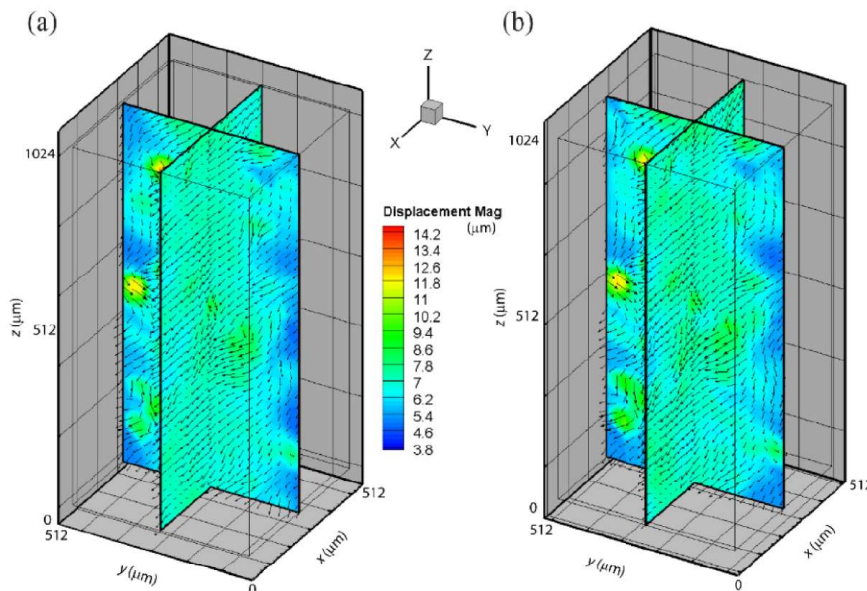 (a)
(b)
Z
X
Y
1024
512
0
z (μm)
512
y (μm)
0
x (μm)
512
Displacement Mag
(μm)
14.2
13.4
12.6
11.8
11
10.2
9.4
8.6
7.8
7
6.2
5.4
4.6
3.8
1024
512
0
z (μm)
512
y (μm)
0
x (μm)
512